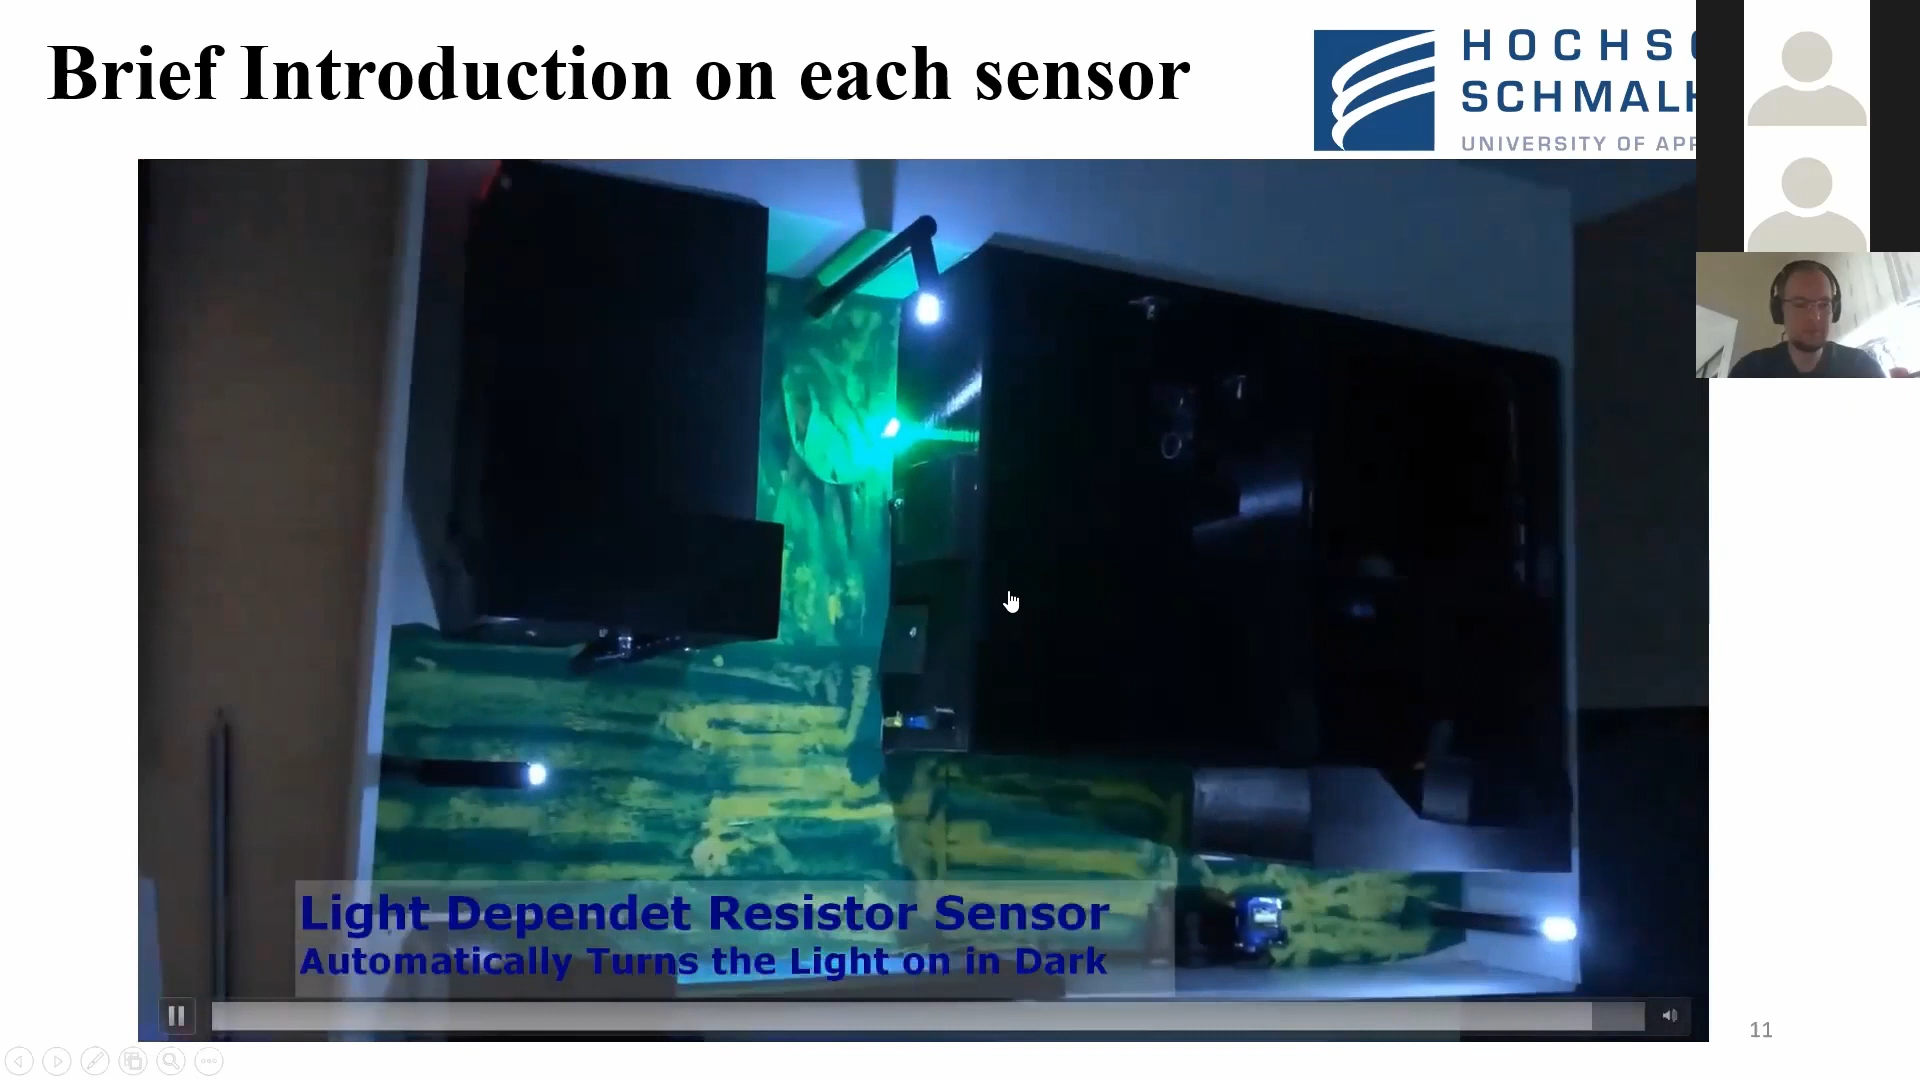 Brief Introduction on each sensor
HOCHSC
SCHMALK
UNIVERSITY OF APP
Light Dependet Resistor Sensor
Automatically Turns the Light on in Dark
11